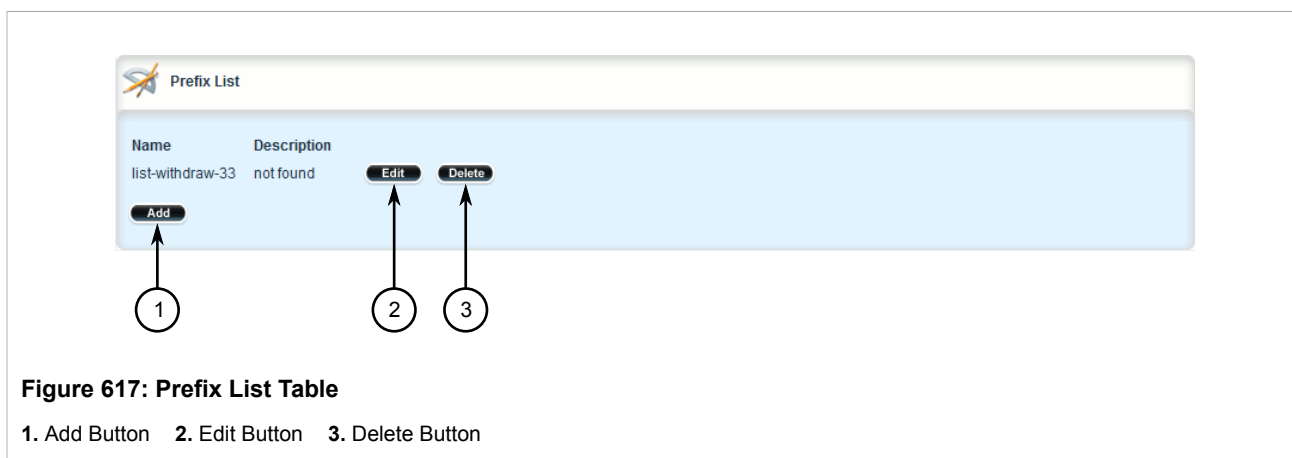 Prefix List
Name Description
list-withdraw-33 not found Edit Delete
Add
1 2 3
Figure 617: Prefix List Table
1. Add Button 2. Edit Button 3. Delete Button